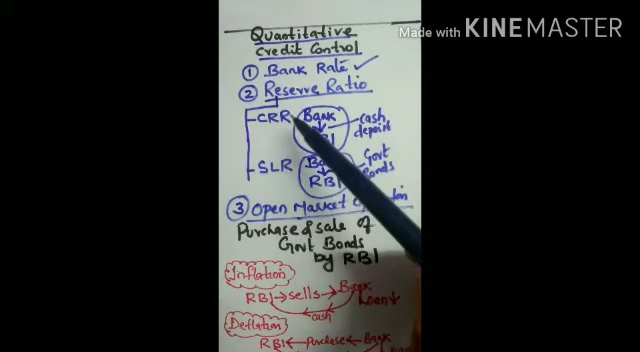 Made with KINEMASTER
Quantitative
Credit Control
① Bank Rate ✓
② Reserve Ratio
CRR Bank cash
deposit
SLR Govt
RBI Bonds
③ Open Market
Purchase & sale of
Govt Bonds
by RBI
Inflation
RBI → sells → Bank
Loan ↓
cash
Deflation
RBI ← Purchase ← Bank